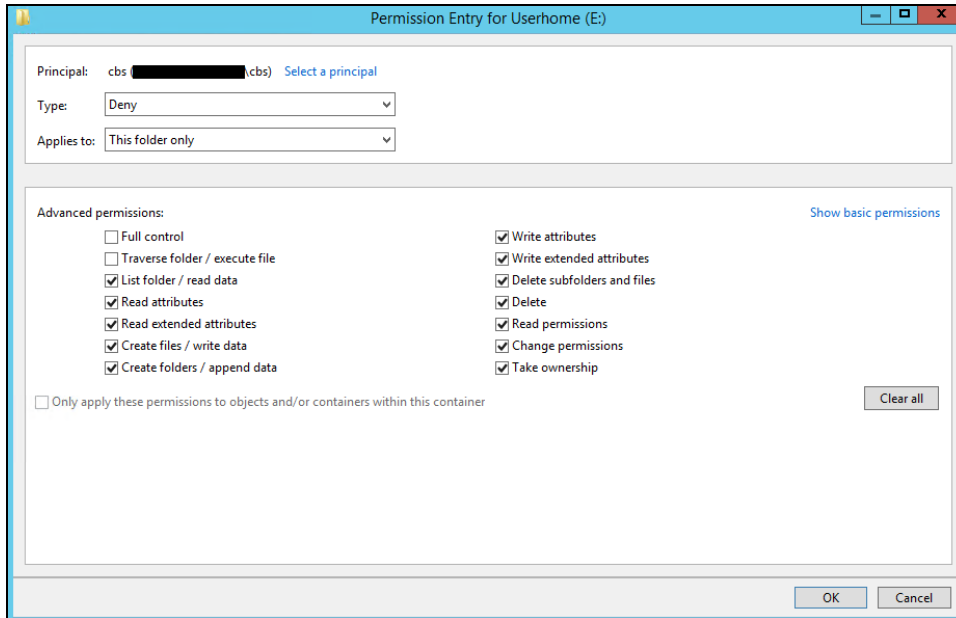 Permission Entry for Userhome (E:)
Principal: cbs ( \cbs) Select a principal
Type: Deny
Applies to: This folder only
Advanced permissions: Show basic permissions
Full control Write attributes
Traverse folder / execute file Write extended attributes
List folder / read data Delete subfolders and files
Read attributes Delete
Read extended attributes Read permissions
Create files / write data Change permissions
Create folders / append data Take ownership
Only apply these permissions to objects and/or containers within this container Clear all
OK Cancel